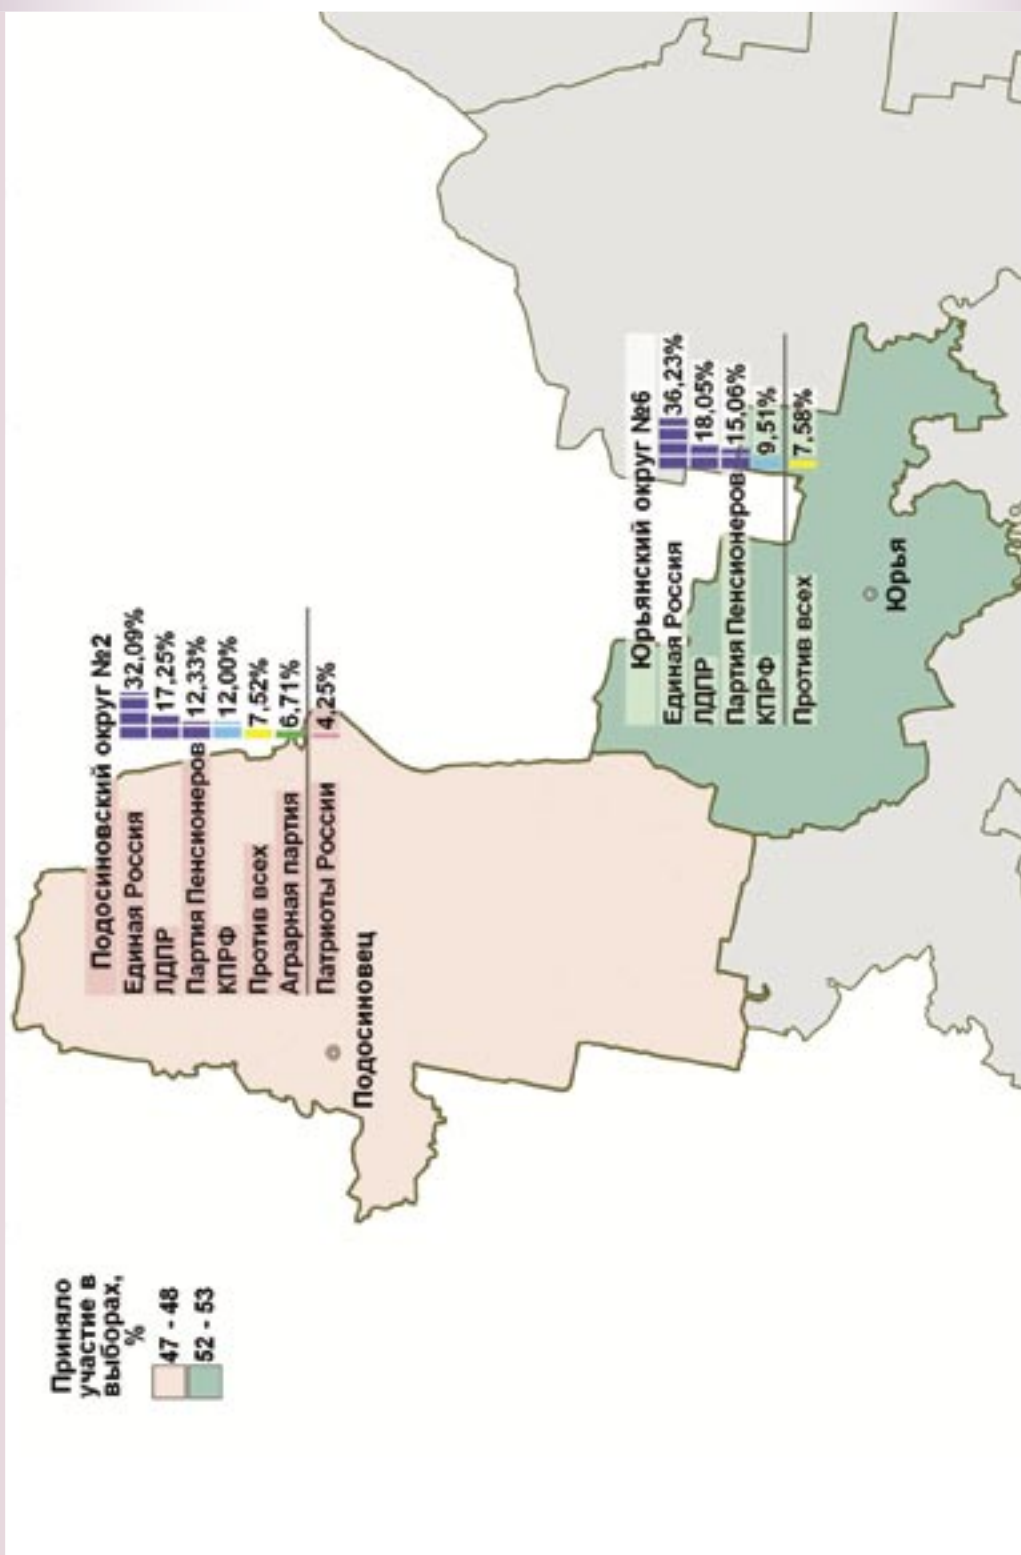 Приняло
участие в
выборах,
%
47 - 48
52 - 53
Подосиновский округ №2
Единая Россия 32,09%
ЛДПР 17,25%
Партия Пенсионеров 12,33%
КПРФ 12,00%
Против всех 7,52%
Аграрная партия 6,71%
Патриоты России 4,25%
Подосиновец
Юрьянский округ №6
Единая Россия 36,23%
ЛДПР 18,05%
Партия Пенсионеров 15,06%
КПРФ 9,51%
Против всех 7,58%
Юрья